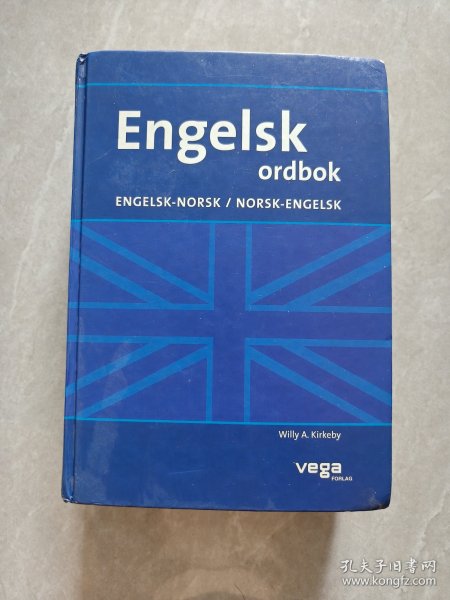 Engelsk
ordbok
ENGELSK-NORSK / NORSK-ENGELSK
Willy A. Kirkeby
vega
FORLAG
孔夫子旧书网
www.kongfz.com